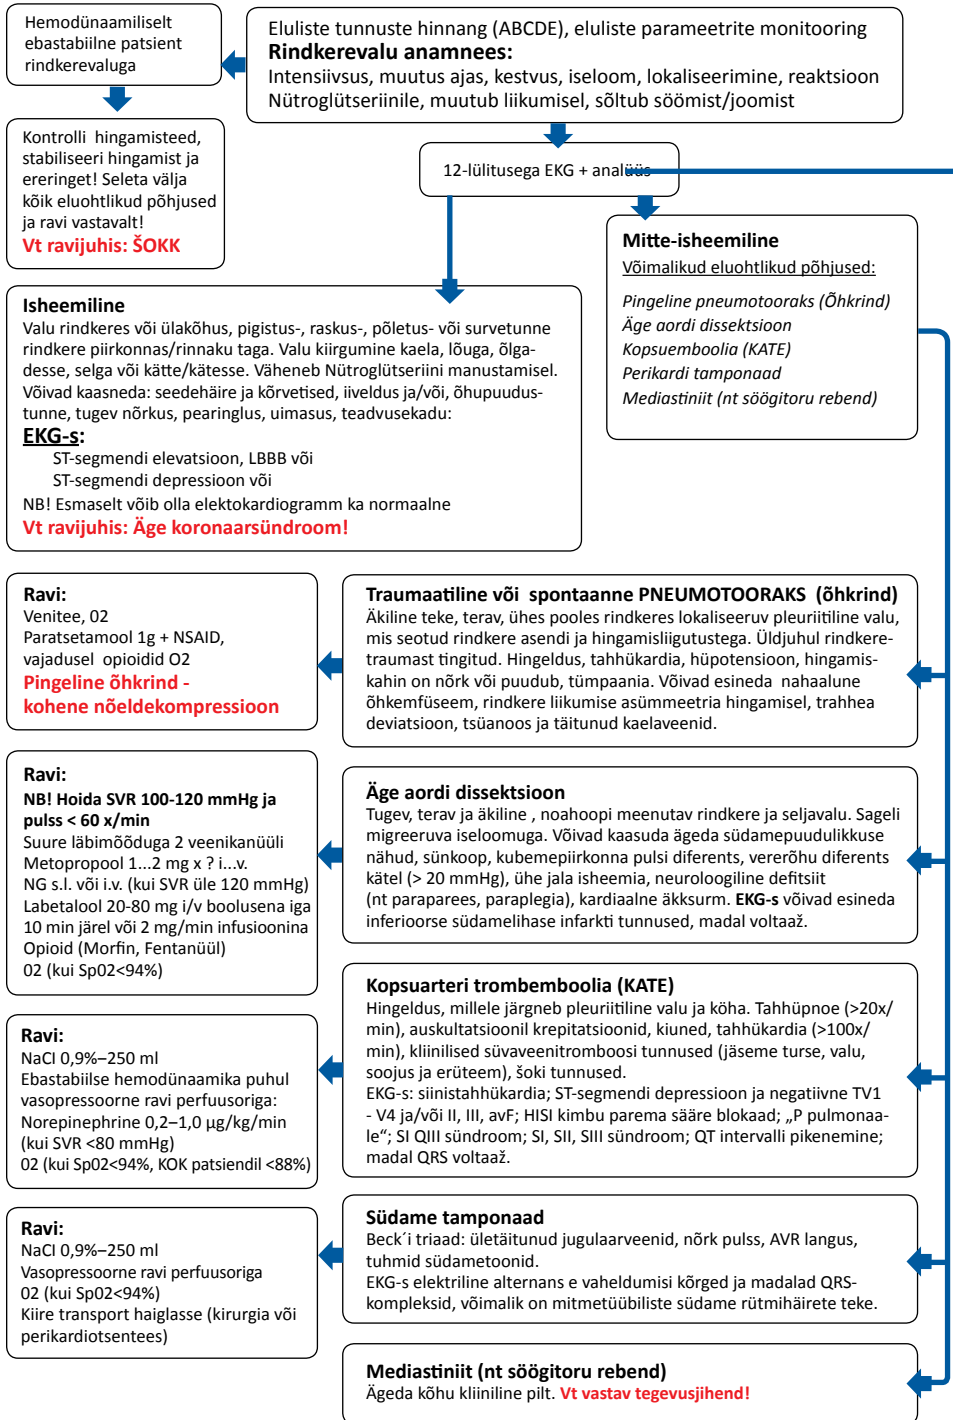 Hemodünaamiliselt
ebastabiilne patsient
rindkerevaluga
Eluliste tunnuste hinnang (ABCDE), eluliste parameetrite monitooring
Rindkerevalu anamnees:
Intensiivsus, muutus ajas, kestvus, iseloom, lokaliseerimine, reaktsioon
Nütroglütseriinile, muutub liikumisel, sõltub söömist/joomist
Kontrolli hingamisteed,
stabiliseeri hingamist ja
ereringet! Seleta välja
kõik eluohtlikud põhjused
ja ravi vastavalt!
Vt ravijuhis: ŠOKK
12-lülitusega EKG + analüüs
Mitte-isheemiline
Võimalikud eluohtlikud põhjused:
Pingeline pneumotooraks (Õhkrind)
Äge aordi dissektsioon
Kopsuemboolia (KATE)
Perikardi tamponaad
Mediastiniit (nt söögitoru rebend)
Isheemiline
Valu rindkeres või ülakõhus, pigistus-, raskus-, põletus- või survetunne
rindkere piirkonnas/rinnaku taga. Valu kiirgumine kaela, lõuga, õlga-
desse, selga või kätte/kätesse. Väheneb Nütroglütseriini manustamisel.
Võivad kaasneda: seedehäire ja kõrvetised, iiveldus ja/või, õhupuudus-
tunne, tugev nõrkus, pearinglus, uimasus, teadvusekadu:
EKG-s:
ST-segmendi elevatsioon, LBBB või
ST-segmendi depressioon või
NB! Esmaselt võib olla elektokardiogramm ka normaalne
Vt ravijuhis: Äge koronaarsündroom!
Ravi:
Venitee, 02
Paratsetamool 1g + NSAID,
vajadusel opioidid O2
Pingeline õhkrind -
kohene nõeldekompressioon
Traumaatiline või spontaanne PNEUMOTOORAKS (õhkrind)
Äkiline teke, terav, ühes pooles rindkeres lokaliseeruv pleuriitiline valu,
mis seotud rindkere asendi ja hingamisliigutustega. Üldjuhul rindkere-
traumast tingitud. Hingeldus, tahhükardia, hüpotensioon, hingamis-
kahin on nõrk või puudub, tümpaania. Võivad esineda nahaalune
õhkemfüseem, rindkere liikumise asümmeetria hingamisel, trahhea
deviatsioon, tsüanoos ja täitunud kaelaveenid.
Ravi:
NB! Hoida SVR 100-120 mmHg ja
pulss < 60 x/min
Suure läbimõõduga 2 veenikanüüli
Metopropool 1...2 mg x ? i...v.
NG s.l. või i.v. (kui SVR üle 120 mmHg)
Labetalool 20-80 mg i/v boolusena iga
10 min järel või 2 mg/min infusioonina
Opioid (Morfin, Fentanüül)
02 (kui Sp02<94%)
Äge aordi dissektsioon
Tugev, terav ja äkiline , noahoopi meenutav rindkere ja seljavalu. Sageli
migreeruva iseloomuga. Võivad kaasuda ägeda südamepuudulikkuse
nähud, sünkoop, kubemepiirkonna pulsi diferents, vererõhu diferents
kätel (> 20 mmHg), ühe jala isheemia, neuroloogiline defitsiit
(nt paraparees, paraplegia), kardiaalne äkksurm. EKG-s võivad esineda
inferioorse südamelihase infarkti tunnused, madal voltaaž.
Ravi:
NaCI 0,9%–250 ml
Ebastabiilse hemodünaamika puhul
vasopressoorne ravi perfuusoriga:
Norepinephrine 0,2–1,0 µg/kg/min
(kui SVR <80 mmHg)
02 (kui Sp02<94%, KOK patsiendil <88%)
Kopsuarteri trombemboolia (KATE)
Hingeldus, millele järgneb pleuriitiline valu ja köha. Tahhüpnoe (>20x/
min), auskultatsioonil krepitatsioonid, kiuned, tahhükardia (>100x/
min), kliinilised süvaveenitromboosi tunnused (jäseme turse, valu,
soojus ja erüteem), šoki tunnused.
EKG-s: siinistahhükardia; ST-segmendi depressioon ja negatiivne TV1
- V4 ja/või II, III, avF; HISI kimbu parema sääre blokaad; „P pulmonaa-
le“; SI QIII sündroom; SI, SII, SIII sündroom; QT intervalli pikenemine;
madal QRS voltaaž.
Ravi:
NaCI 0,9%–250 ml
Vasopressoorne ravi perfuusoriga
02 (kui Sp02<94%)
Kiire transport haiglasse (kirurgia või
perikardiotsentees)
Südame tamponaad
Beck´i triaad: ületäitunud jugulaarveenid, nõrk pulss, AVR langus,
tuhmid südametoonid.
EKG-s elektriline alternans e vaheldumisi kõrged ja madalad QRS-
kompleksid, võimalik on mitmetüübiliste südame rütmihäirete teke.
Mediastiniit (nt söögitoru rebend)
Ägeda kõhu kliiniline pilt. Vt vastav tegevusjihend!